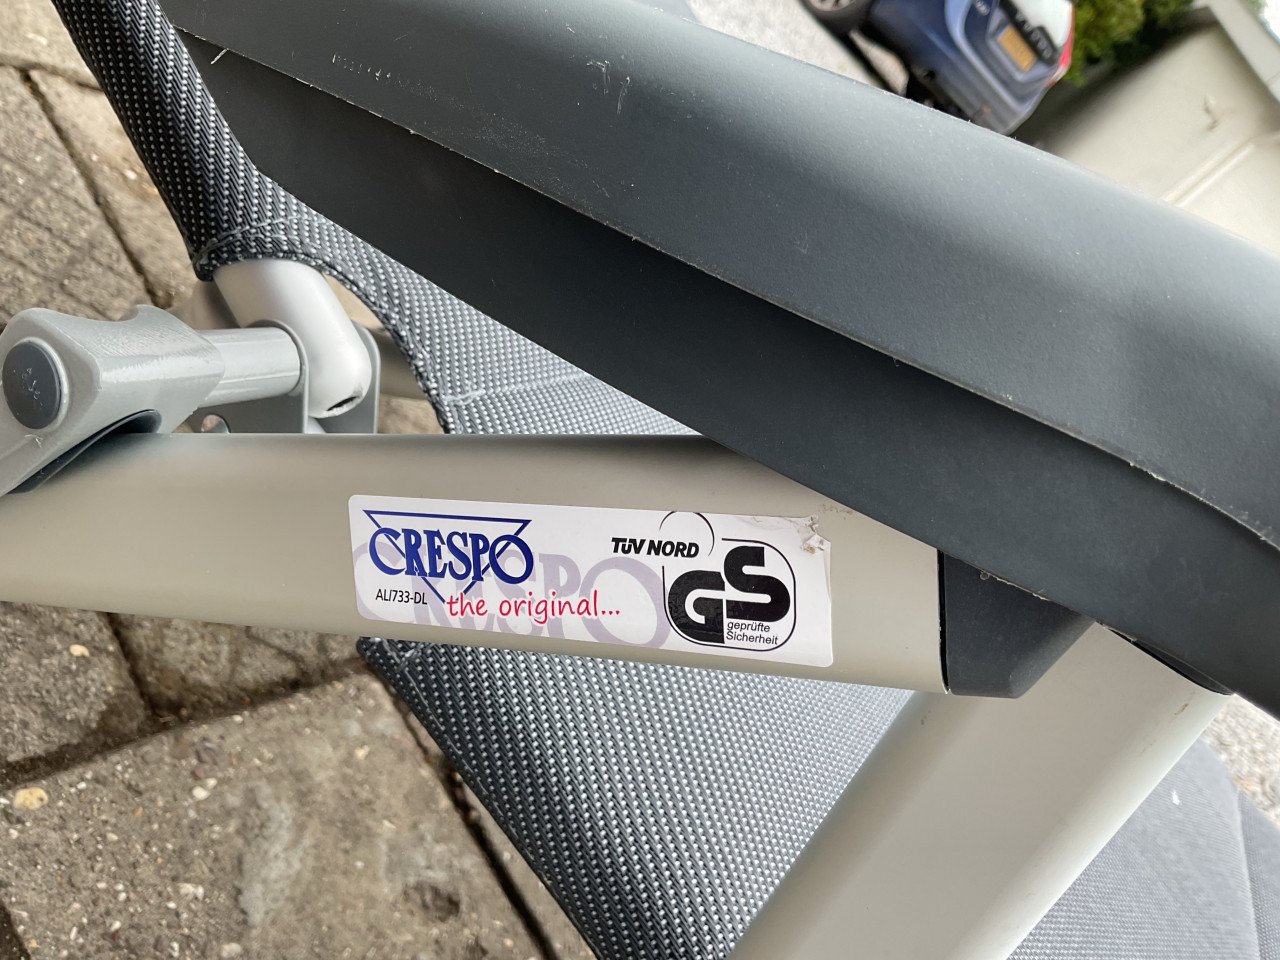 CRESPO
AL/733-DL
the original...
TÜV NORD
GS
geprüfte
Sicherheit
CRESPO